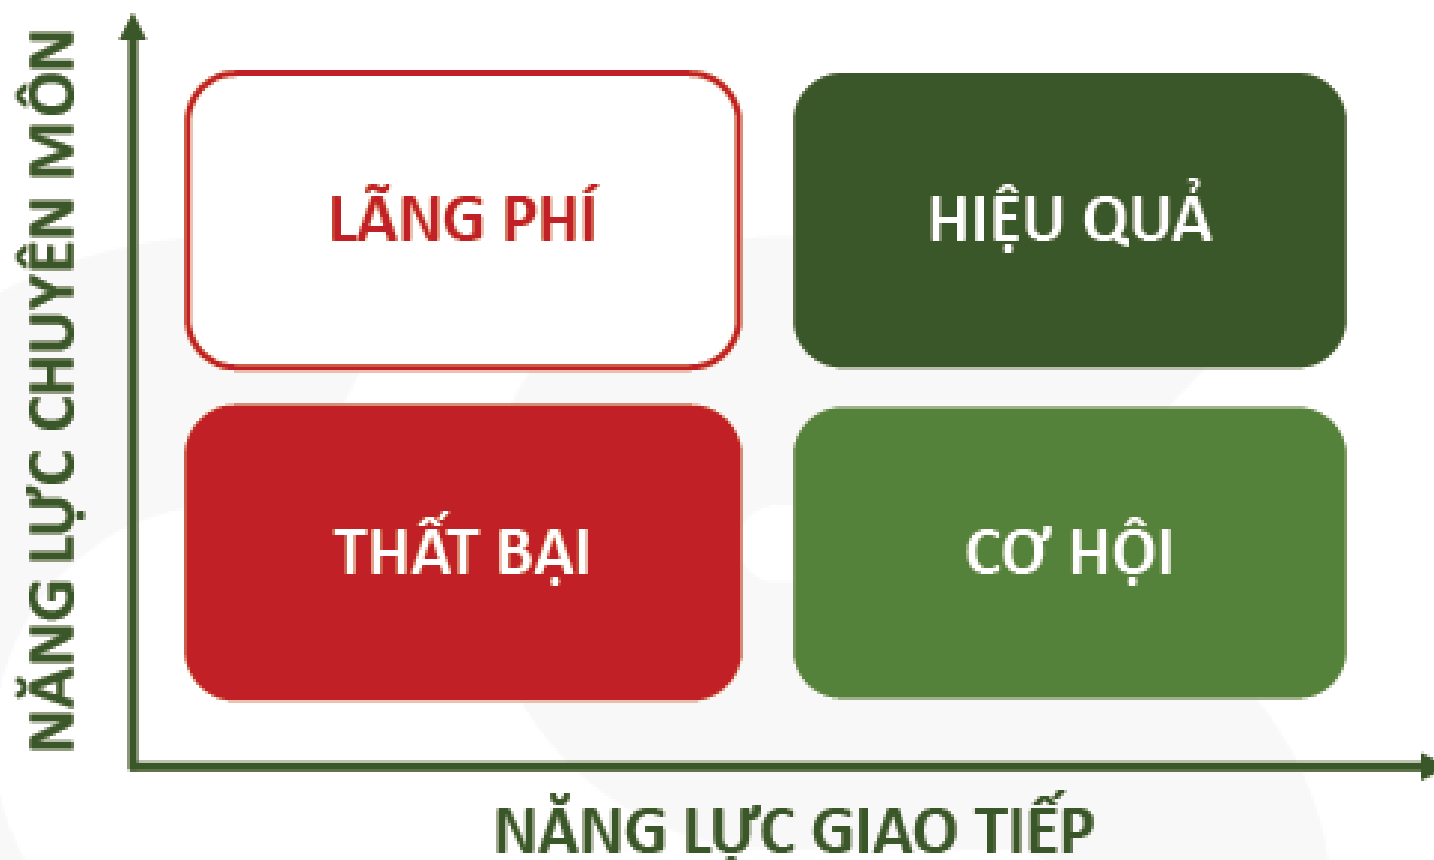 NĂNG LỰC CHUYÊN MÔN
LÃNG PHÍ
HIỆU QUẢ
THẤT BẠI
CƠ HỘI
NĂNG LỰC GIAO TIẾP